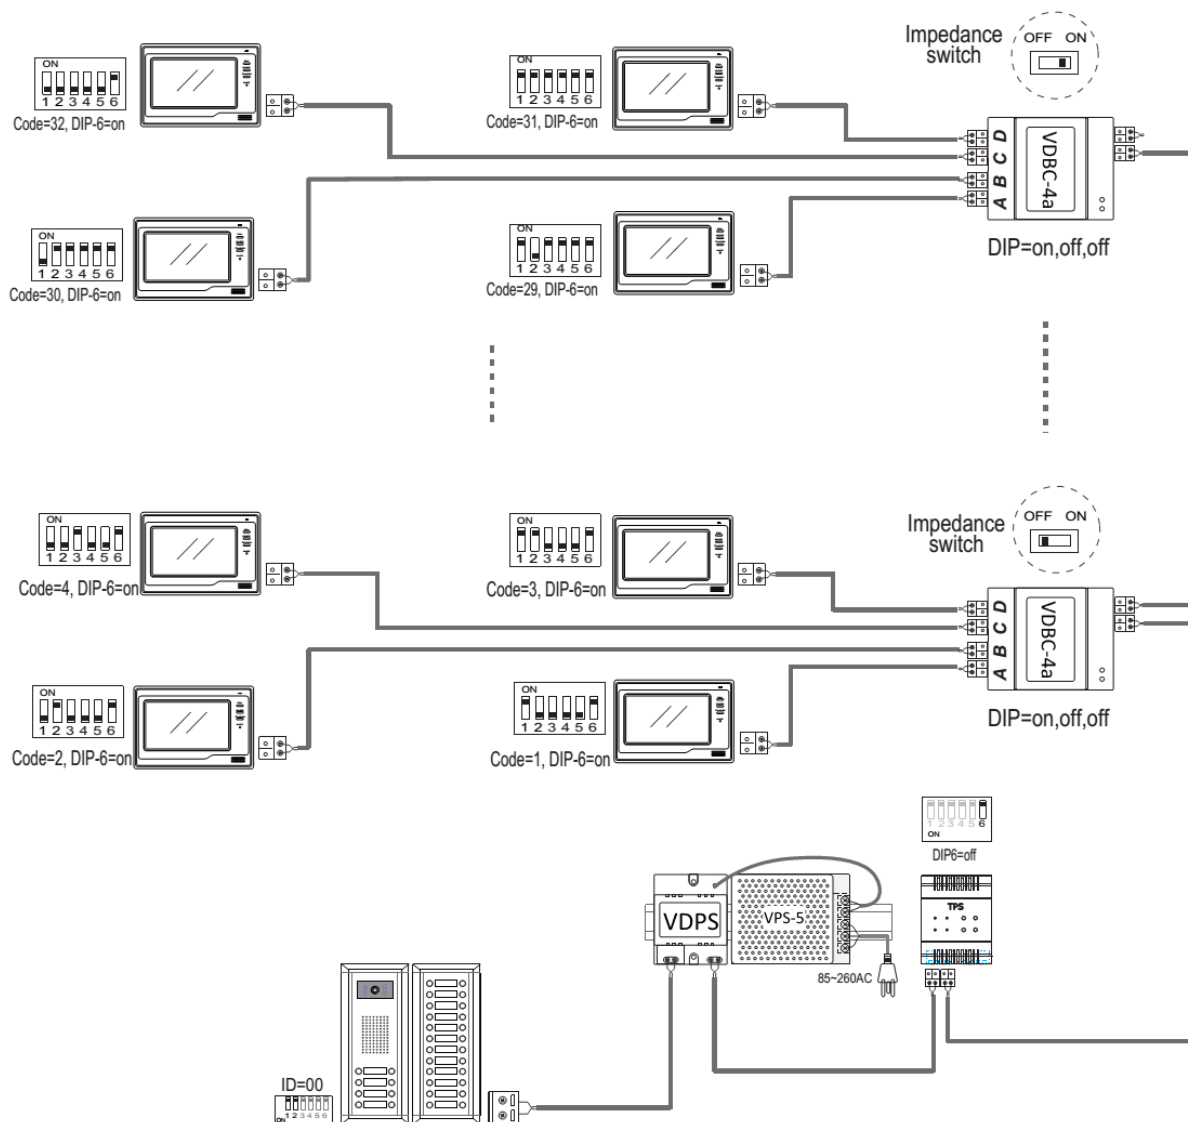 Impedance
switch
OFF ON
ON
1 2 3 4 5 6
Code=32, DIP-6=on
ON
1 2 3 4 5 6
Code=31, DIP-6=on
A B C D
VDBC-4a
DIP=on,off,off
ON
1 2 3 4 5 6
Code=30, DIP-6=on
ON
1 2 3 4 5 6
Code=29, DIP-6=on
Impedance
switch
OFF ON
ON
1 2 3 4 5 6
Code=4, DIP-6=on
ON
1 2 3 4 5 6
Code=3, DIP-6=on
A B C D
VDBC-4a
DIP=on,off,off
ON
1 2 3 4 5 6
Code=2, DIP-6=on
ON
1 2 3 4 5 6
Code=1, DIP-6=on
1 2 3 4 5 6
ON
DIP6=off
TPS
VDPS
VPS-5
85~260AC
ID=00
1 2 3 4 5 6
ON